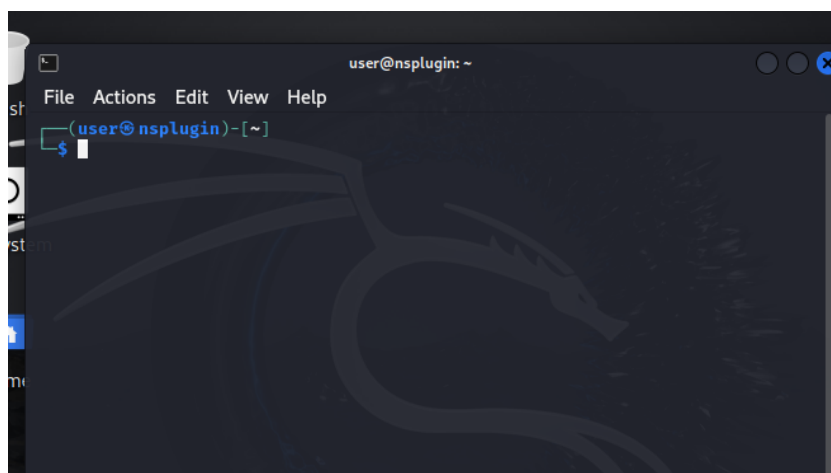 user@nsplugin: ~
File Actions Edit View Help
┌──(user㉿nsplugin)-[~]
└─$